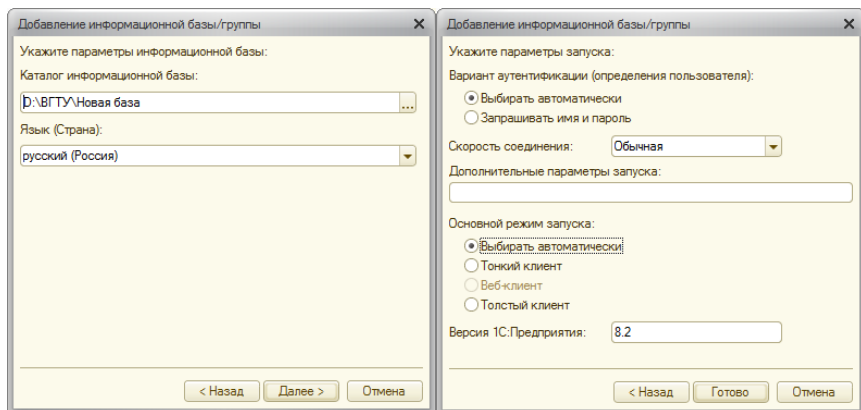 Добавление информационной базы/группы
Укажите параметры информационной базы:
Каталог информационной базы:
D:\ВГТУ\Новая база
...
Язык (Страна):
русский (Россия)
< Назад
Далее >
Отмена
Добавление информационной базы/группы
Укажите параметры запуска:
Вариант аутентификации (определения пользователя):
Выбирать автоматически
Запрашивать имя и пароль
Скорость соединения: Обычная
Дополнительные параметры запуска:
Основной режим запуска:
Выбирать автоматически
Тонкий клиент
Веб-клиент
Толстый клиент
Версия 1С:Предприятия: 8.2
< Назад
Готово
Отмена